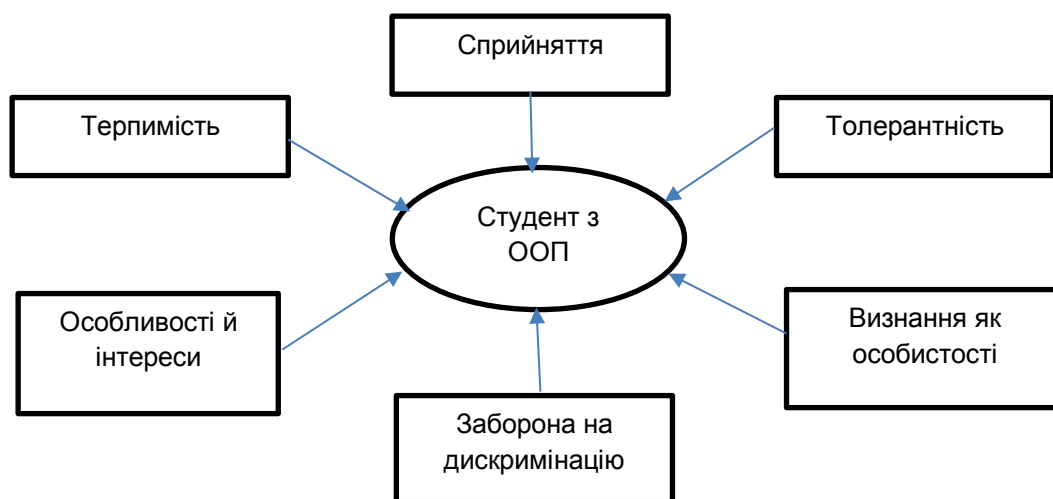 Сприйняття
Терпимість
Толерантність
Студент з
ООП
Особливості й
інтереси
Визнання як
особистості
Заборона на
дискримінацію